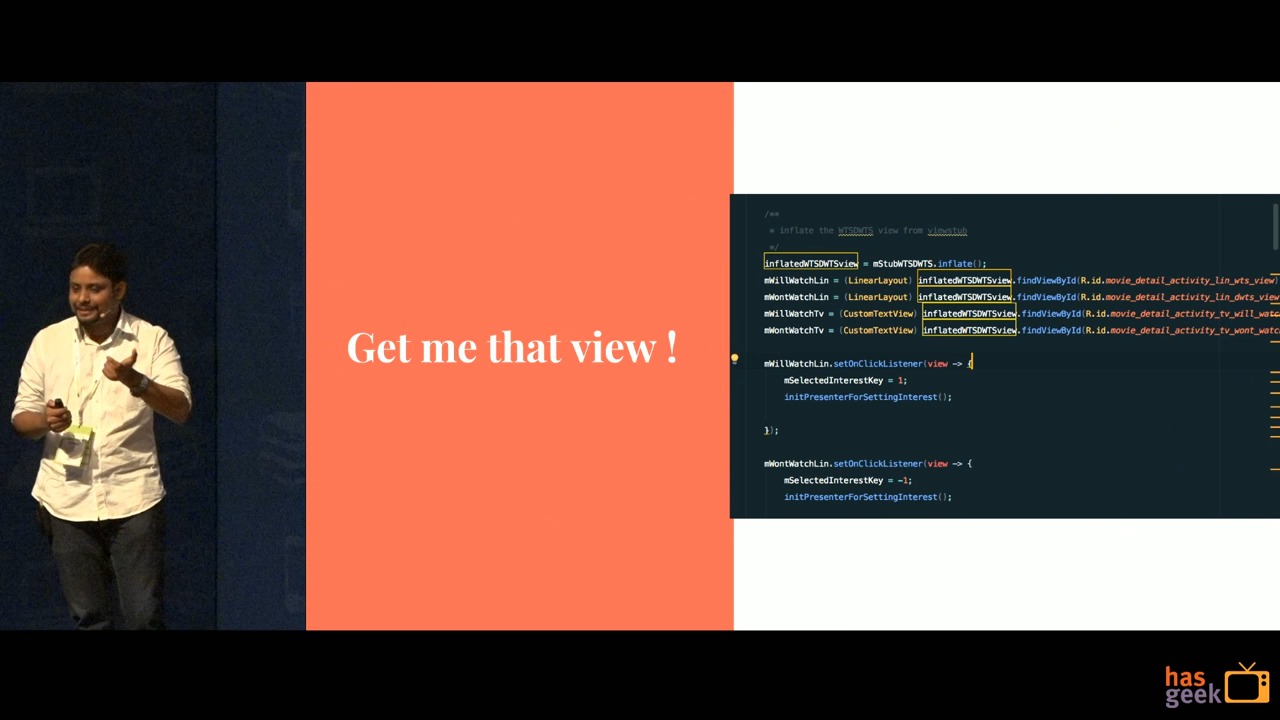 Get me that view !
/**
* inflate the WTSDWTS view from viewstub
*/
inflatedWTSDWTSview = mStubWTSDWTS.inflate();
mWillWatchLin = (LinearLayout) inflatedWTSDWTSview.findViewById(R.id.movie_detail_activity_lin_wts_view)
mWontWatchLin = (LinearLayout) inflatedWTSDWTSview.findViewById(R.id.movie_detail_activity_lin_dwts_view
mWillWatchTv = (CustomTextView) inflatedWTSDWTSview.findViewById(R.id.movie_detail_activity_tv_will_wat
mWontWatchTv = (CustomTextView) inflatedWTSDWTSview.findViewById(R.id.movie_detail_activity_tv_wont_watc
mWillWatchLin.setOnClickListener(view -> {
mSelectedInterestKey = 1;
initPresenterForSettingInterest();
});
mWontWatchLin.setOnClickListener(view -> {
mSelectedInterestKey = -1;
initPresenterForSettingInterest();
has
geek